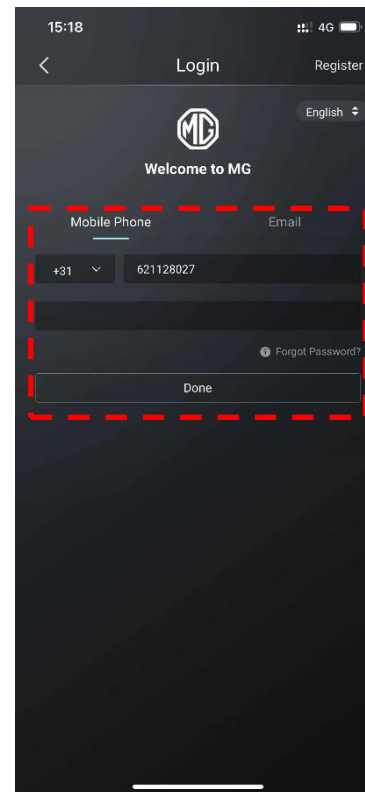 15:18 4G
Login Register
English
MG
Welcome to MG
Mobile Phone Email
+31 621128027
Forgot Password?
Done